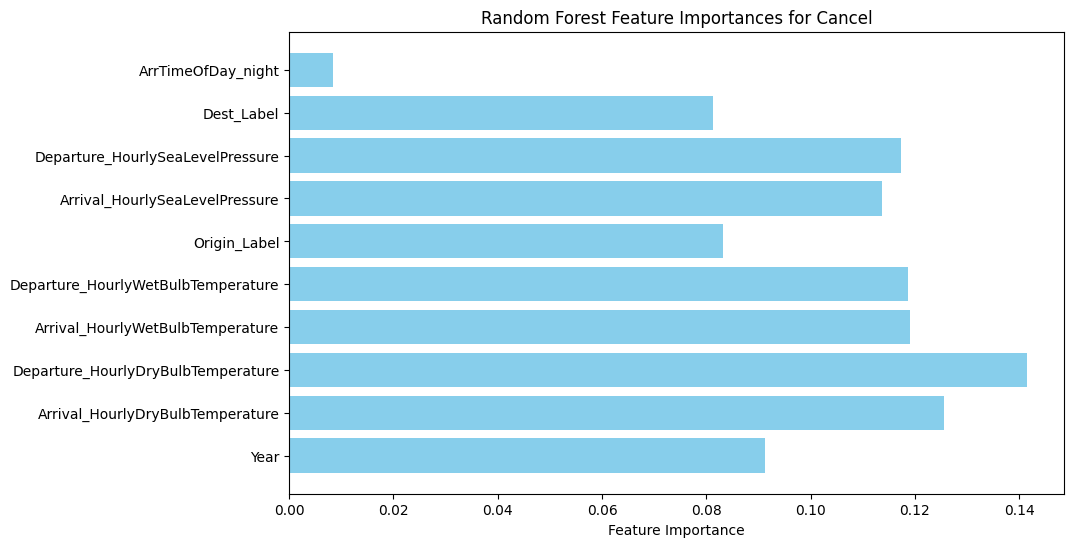 Random Forest Feature Importances for Cancel
ArrTimeOfDay_night
Dest_Label
Departure_HourlySeaLevelPressure
Arrival_HourlySeaLevelPressure
Origin_Label
Departure_HourlyWetBulbTemperature
Arrival_HourlyWetBulbTemperature
Departure_HourlyDryBulbTemperature
Arrival_HourlyDryBulbTemperature
Year
0.00 0.02 0.04 0.06 0.08 0.10 0.12 0.14
Feature Importance